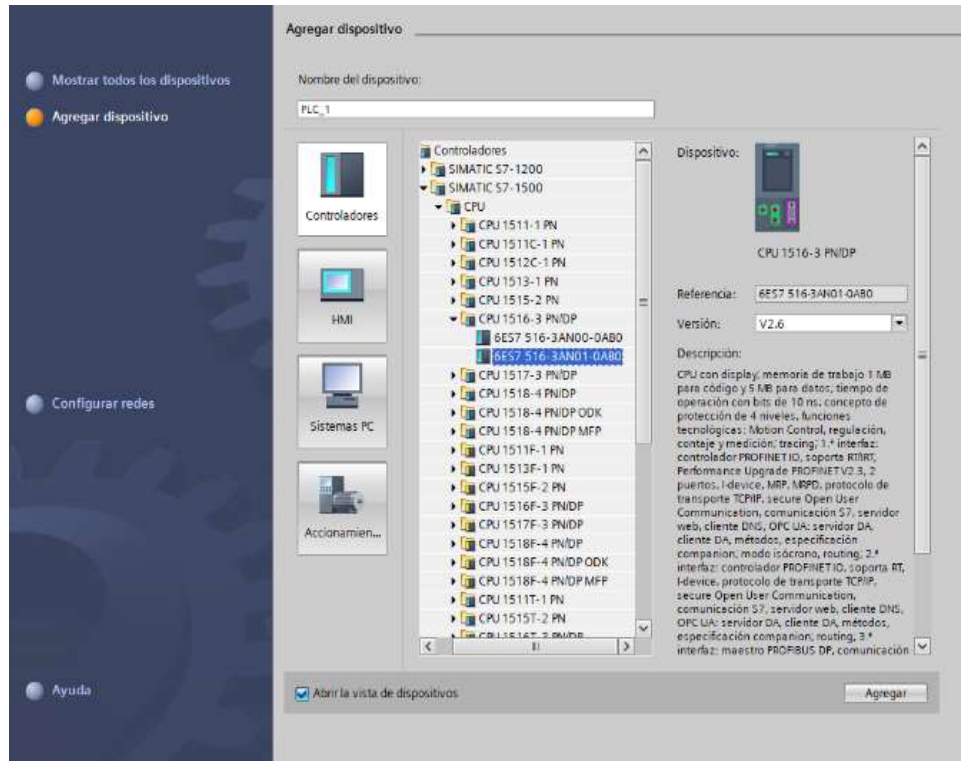 Agregar dispositivo
Mostrar todos los dispositivos
Agregar dispositivo
Configurar redes
Ayuda
Nombre del dispositivo:
PLC_1
Controladores
HMI
Sistemas PC
Accionamien...
Controladores
SIMATIC S7-1200
SIMATIC S7-1500
CPU
CPU 1511-1 PN
CPU 1511C-1 PN
CPU 1512C-1 PN
CPU 1513-1 PN
CPU 1515-2 PN
CPU 1516-3 PN/DP
6ES7 516-3AN00-0AB0
6ES7 516-3AN01-0AB0
CPU 1517-3 PN/DP
CPU 1518-4 PN/DP
CPU 1518-4 PN/DP ODK
CPU 1518-4 PN/DP MFP
CPU 1511F-1 PN
CPU 1513F-1 PN
CPU 1515F-2 PN
CPU 1516F-3 PN/DP
CPU 1517F-3 PN/DP
CPU 1518F-4 PN/DP
CPU 1518F-4 PN/DP ODK
CPU 1518F-4 PN/DP MFP
CPU 1511T-1 PN
CPU 1515T-2 PN
CPU 1516T-3 PN/DP
Dispositivo:
CPU 1516-3 PN/DP
Referencia: 6ES7 516-3AN01-0AB0
Versión: V2.6
Descripción:
CPU con display; memoria de trabajo 1 MB
para código y 5 MB para datos; tiempo de
operación con bits de 10 ns; concepto de
protección de 4 niveles, funciones
tecnológicas: Motion Control, regulación,
contaje y medición; tracing; 1.ª interfaz:
controlador PROFINET IO, soporta RT/IRT,
Performance Upgrade PROFINET V2.3, 2
puertos, I-device, MRP, MRPD, protocolo de
transporte TCP/IP, secure Open User
Communication, comunicación S7, servidor
web, cliente DNS, OPC UA: servidor DA,
cliente DA, métodos, especificación
companion; modo isócrono, routing; 2.ª
interfaz: controlador PROFINET IO, soporta RT,
I-device, protocolo de transporte TCP/IP,
secure Open User Communication,
comunicación S7, servidor web, cliente DNS,
OPC UA: servidor DA, cliente DA, métodos,
especificación companion, routing, 3.ª
interfaz: maestro PROFIBUS DP, comunicación
Abrir la vista de dispositivos
Agregar